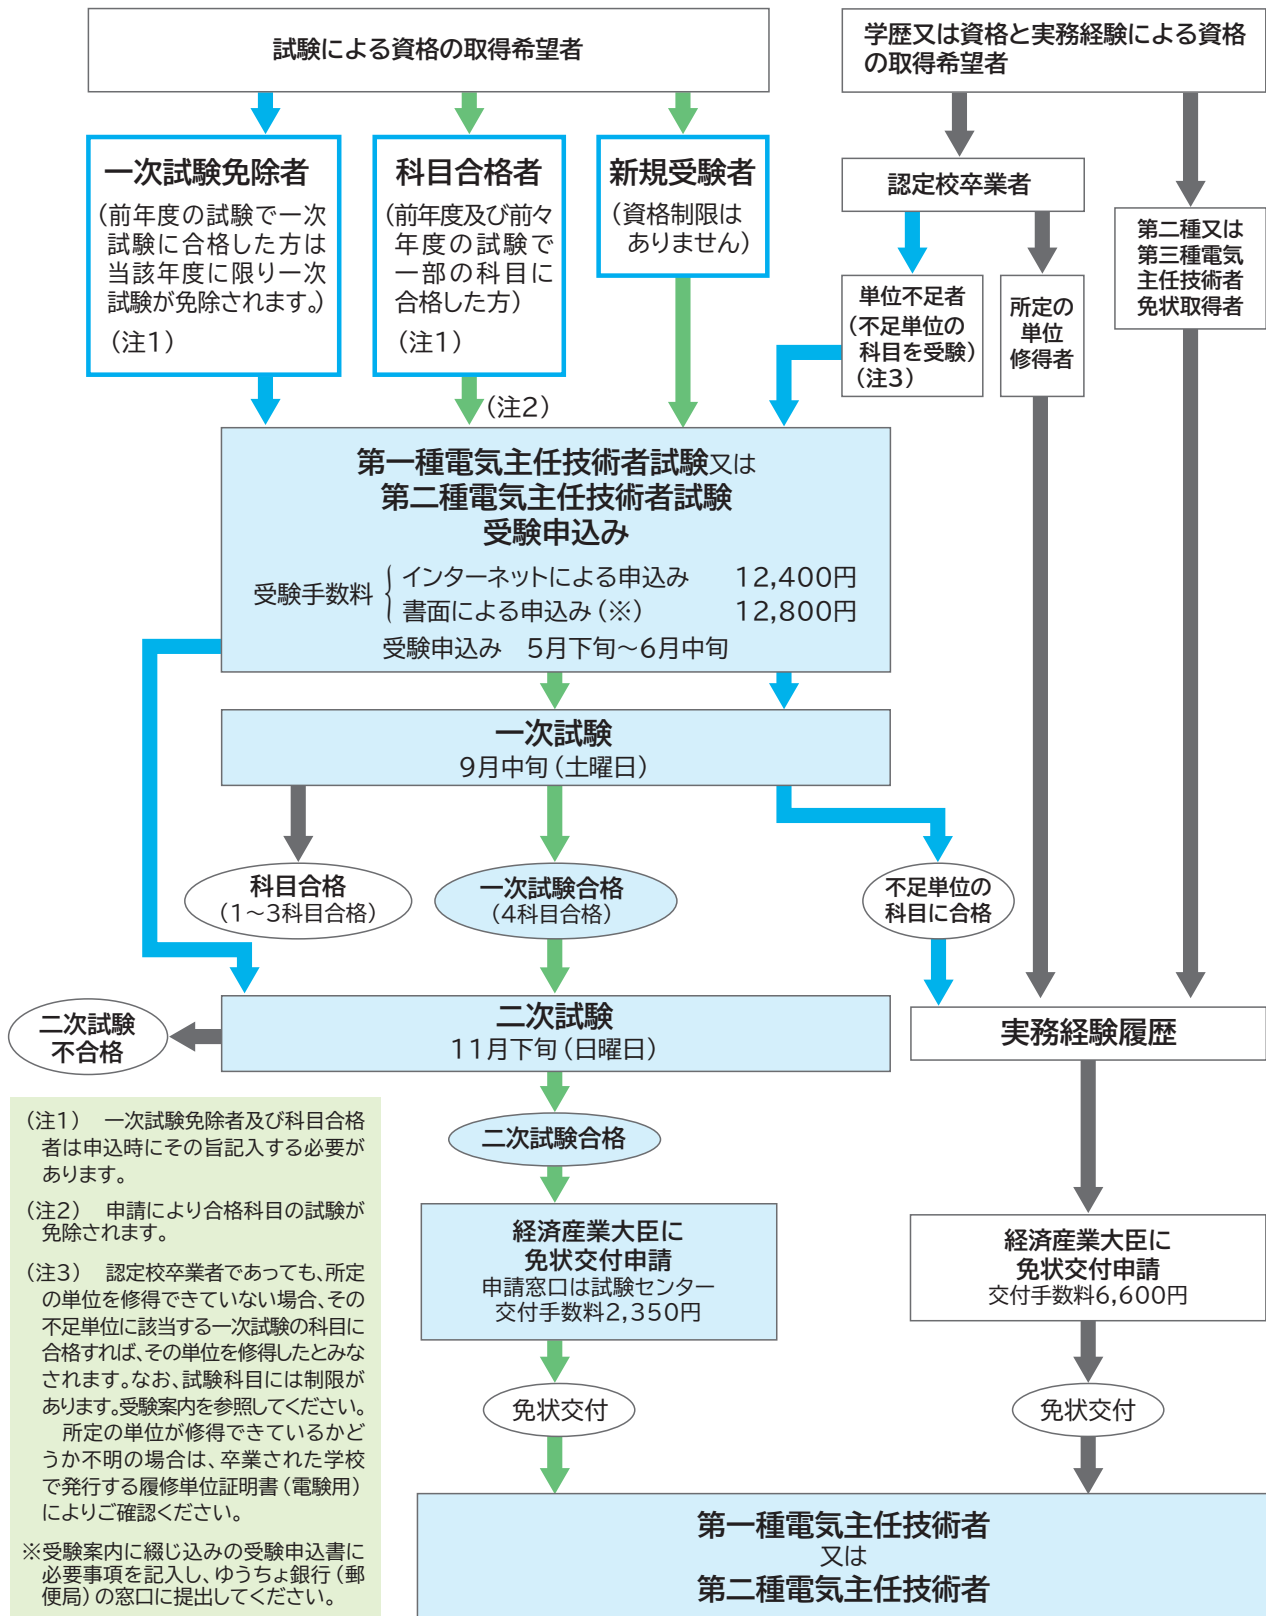 試験による資格の取得希望者
学歴又は資格と実務経験による資格
の取得希望者
一次試験免除者
(前年度の試験で一次
試験に合格した方は
当該年度に限り一次
試験が免除されます。)
(注1)
科目合格者
(前年度及び前々
年度の試験で
一部の科目に
合格した方)
(注1)
新規受験者
(資格制限は
ありません)
認定校卒業者
単位不足者
(不足単位の
科目を受験)
(注3)
所定の
単位
修得者
第二種又は
第三種電気
主任技術者
免状取得者
(注2)
第一種電気主任技術者試験又は
第二種電気主任技術者試験
受験申込み
受験手数料
インターネットによる申込み 12,400円
書面による申込み(※) 12,800円
受験申込み 5月下旬～6月中旬
一次試験
9月中旬(土曜日)
科目合格
(1～3科目合格)
一次試験合格
(4科目合格)
不足単位の
科目に合格
二次試験
不合格
二次試験
11月下旬(日曜日)
実務経験履歴
二次試験合格
経済産業大臣に
免状交付申請
申請窓口は試験センター
交付手数料2,350円
経済産業大臣に
免状交付申請
交付手数料6,600円
免状交付
免状交付
第一種電気主任技術者
又は
第二種電気主任技術者
(注1) 一次試験免除者及び科目合格
者は申込時にその旨記入する必要が
あります。
(注2) 申請により合格科目の試験が
免除されます。
(注3) 認定校卒業者であっても、所定
の単位を修得できていない場合、その
不足単位に該当する一次試験の科目に
合格すれば、その単位を修得したとみな
されます。なお、試験科目には制限が
あります。受験案内を参照してください。
所定の単位が修得できているかど
うか不明の場合は、卒業された学校
で発行する履修単位証明書(電験用)
によりご確認ください。
※受験案内に綴じ込みの受験申込書に
必要事項を記入し、ゆうちょ銀行(郵
便局)の窓口に提出してください。